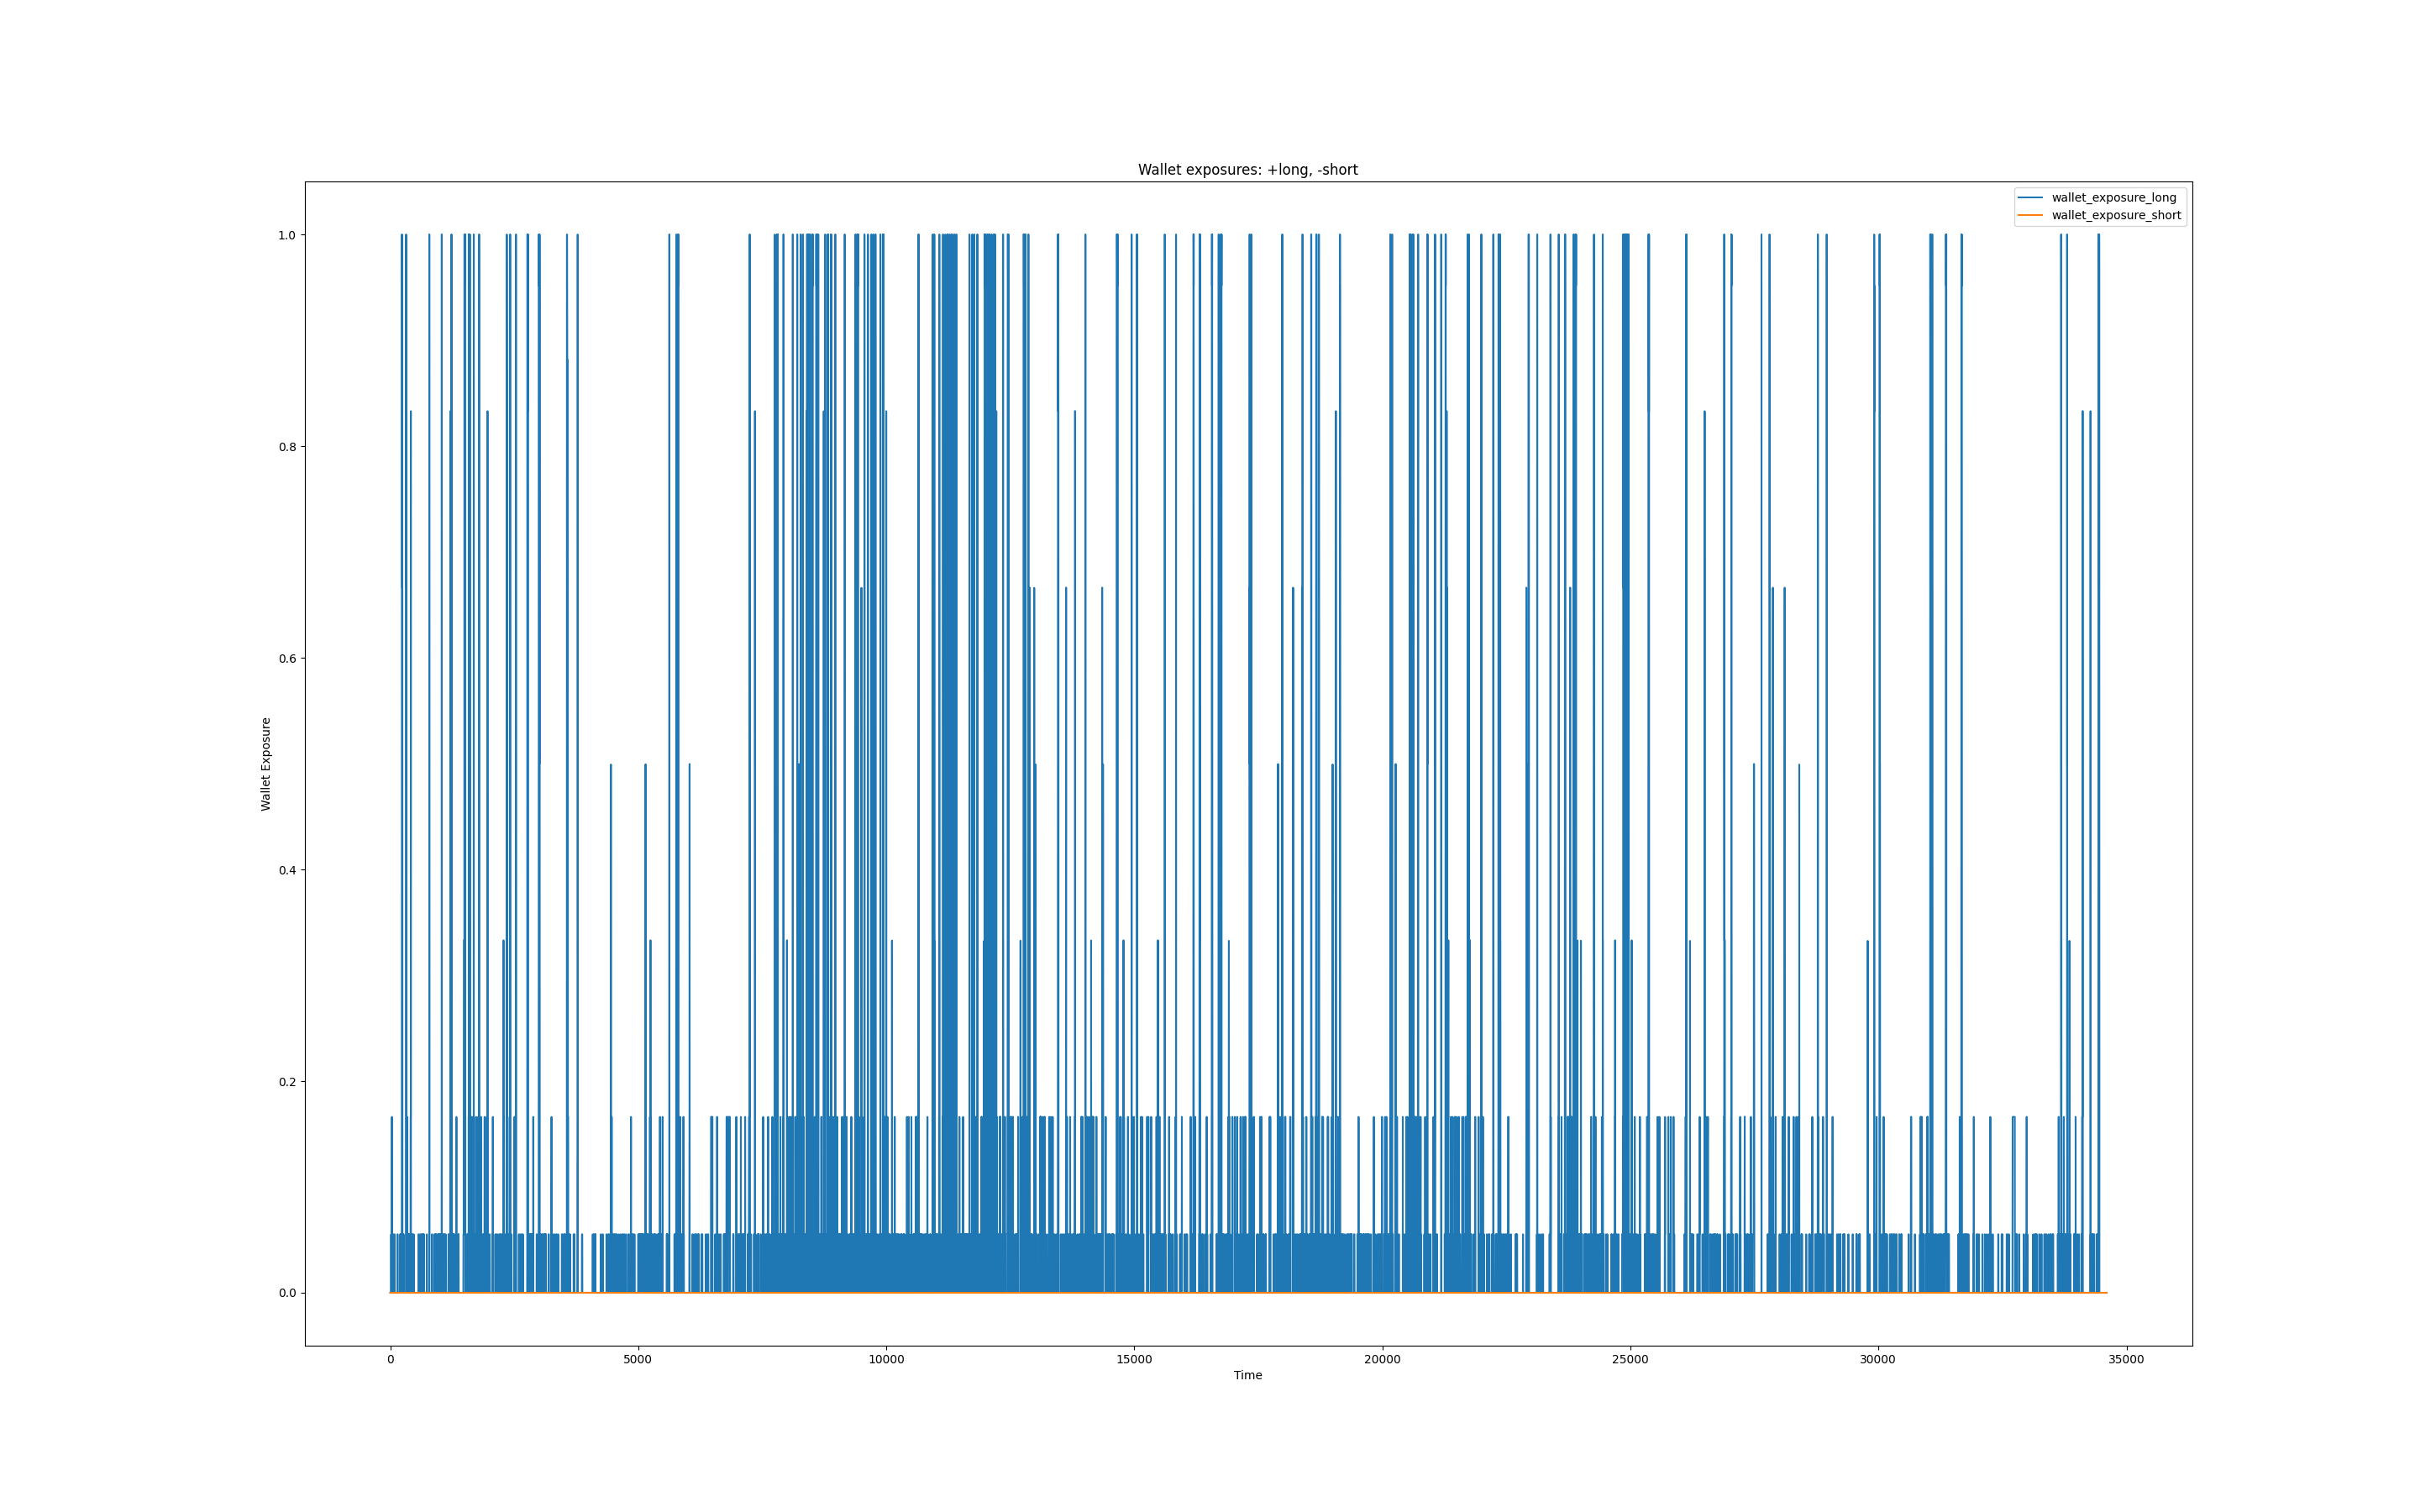 Wallet exposures: +long, -short
wallet_exposure_long
wallet_exposure_short
1.0
0.8
0.6
0.4
0.2
0.0
Wallet Exposure
0 5000 10000 15000 20000 25000 30000 35000
Time